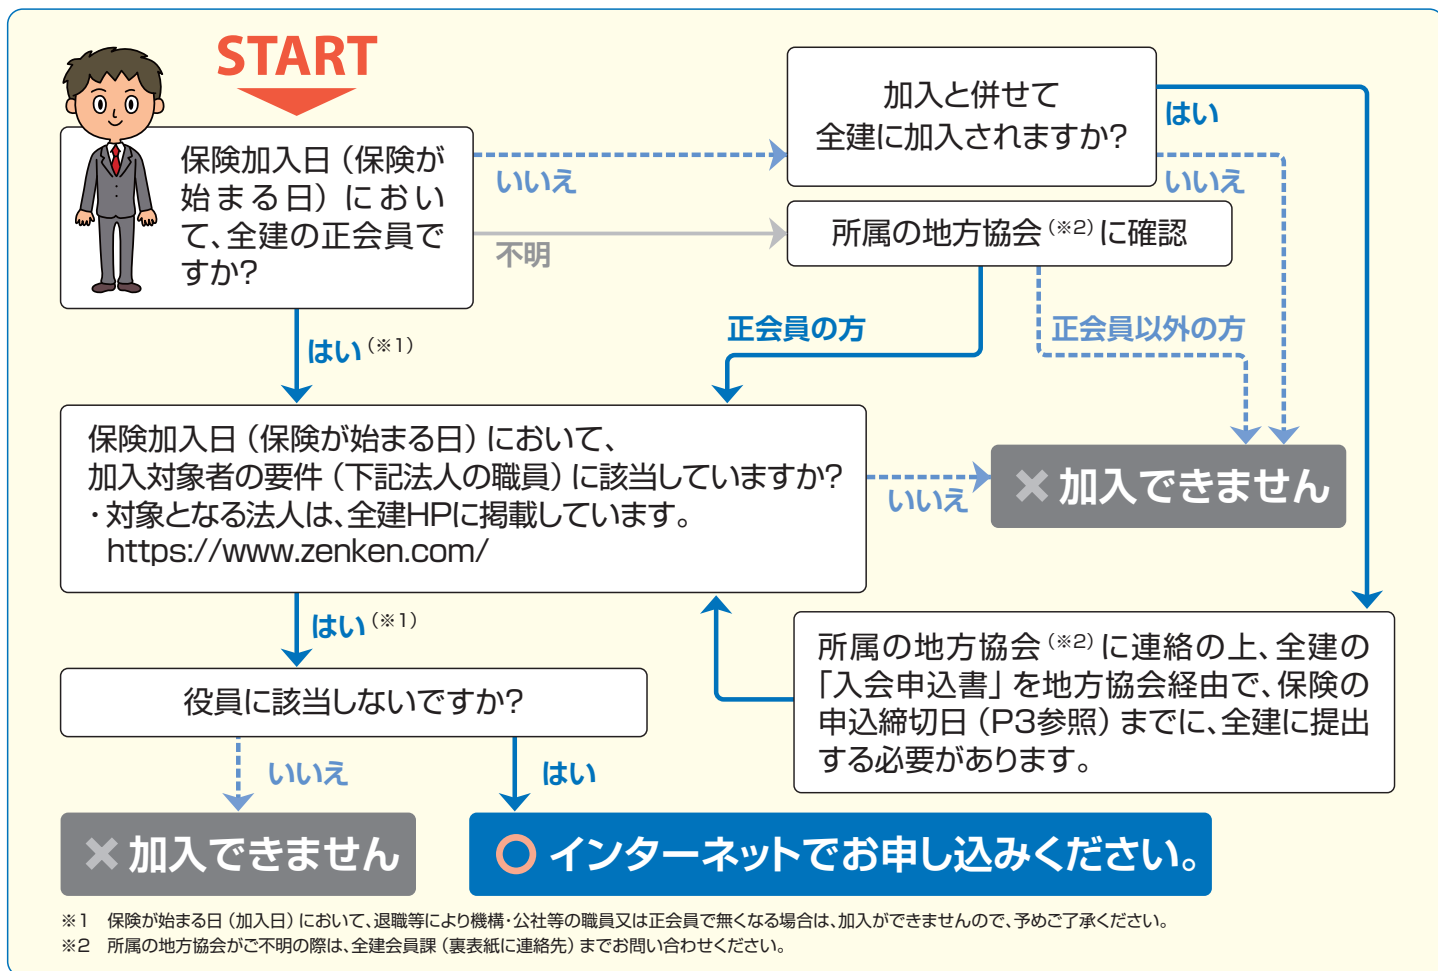 START
保険加入日（保険が
始まる日）におい
て、全建の正会員で
すか?
いいえ
不明
はい（※1）
加入と併せて
全建に加入されますか?
はい
いいえ
所属の地方協会（※2）に確認
正会員の方
正会員以外の方
保険加入日（保険が始まる日）において、
加入対象者の要件（下記法人の職員）に該当していますか?
・対象となる法人は、全建HPに掲載しています。
https://www.zenken.com/
いいえ
× 加入できません
はい（※1）
所属の地方協会（※2）に連絡の上、全建の
「入会申込書」を地方協会経由で、保険の
申込締切日（P3参照）までに、全建に提出
する必要があります。
役員に該当しないですか?
いいえ
はい
× 加入できません
○ インターネットでお申し込みください。
※1 保険が始まる日（加入日）において、退職等により機構・公社等の職員又は正会員で無くなる場合は、加入ができませんので、予めご了承ください。
※2 所属の地方協会がご不明の際は、全建会員課（裏表紙に連絡先）までお問い合わせください。